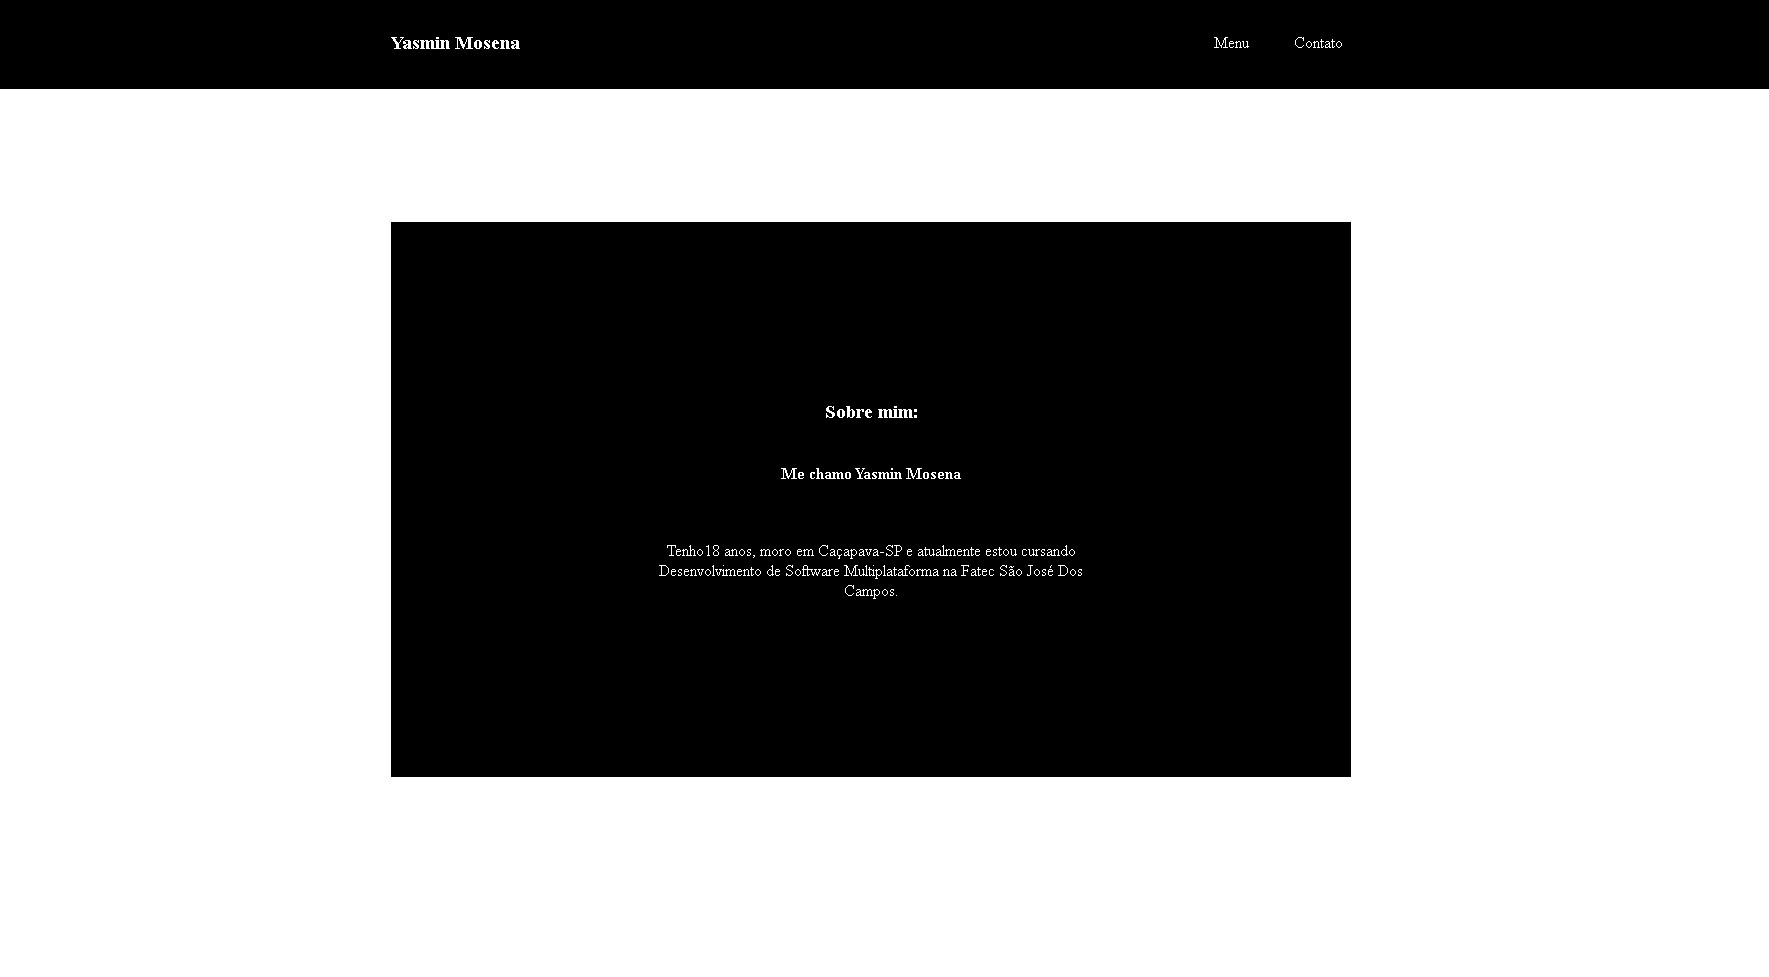 Yasmin Mosena
Menu
Contato
Sobre mim:
Me chamo Yasmin Mosena
Tenho18 anos, moro em Caçapava-SP e atualmente estou cursando
Desenvolvimento de Software Multiplataforma na Fatec São José Dos
Campos.